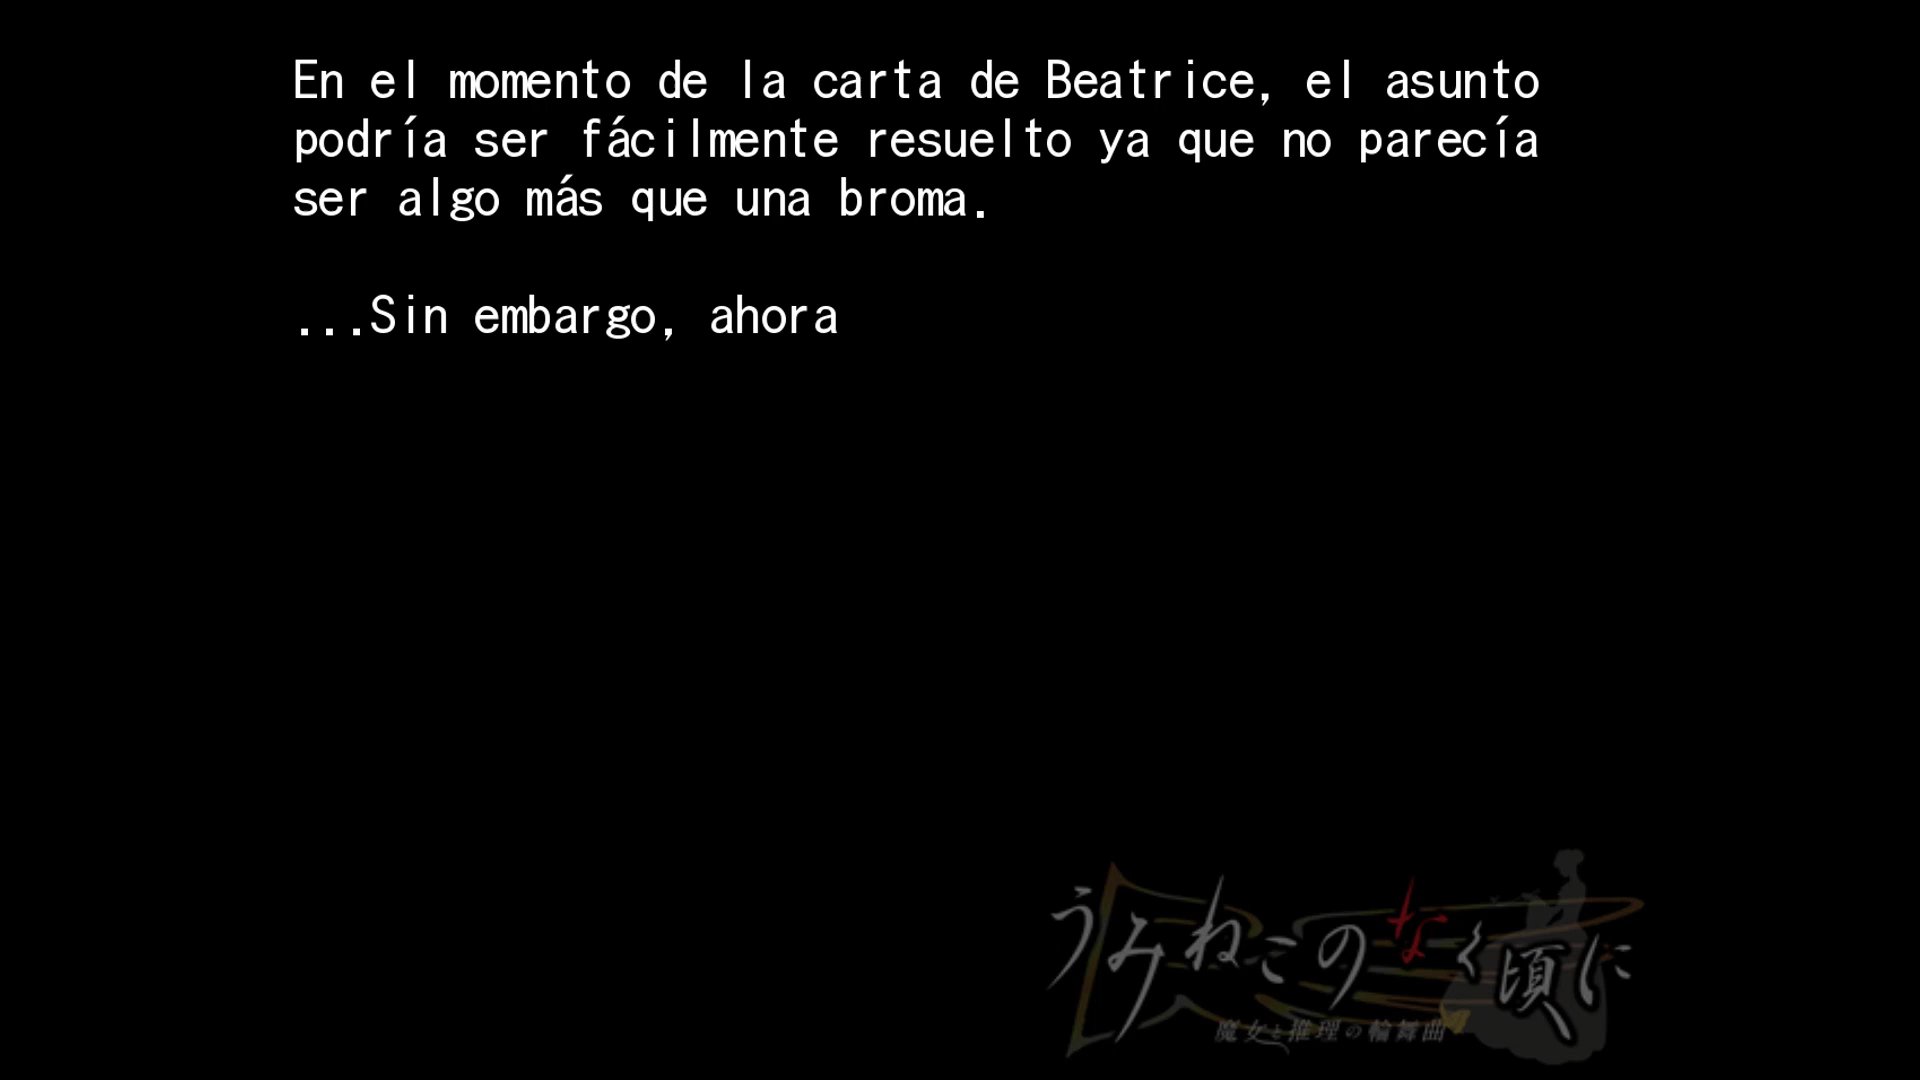 En el momento de la carta de Beatrice, el asunto
podría ser fácilmente resuelto ya que no parecía
ser algo más que una broma.
...Sin embargo, ahora
うみねこのなく頃に
魔女と推理の輪舞曲